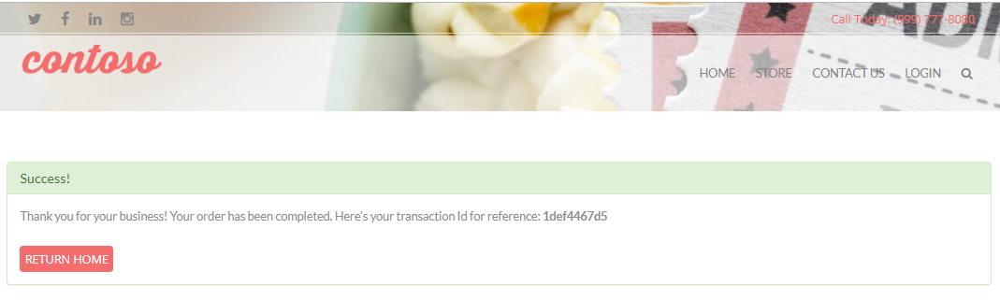 Call Today: (999) 777-8080
contoso
HOME STORE CONTACT US LOGIN
Success!
Thank you for your business! Your order has been completed. Here's your transaction Id for reference: 1def4467d5
RETURN HOME